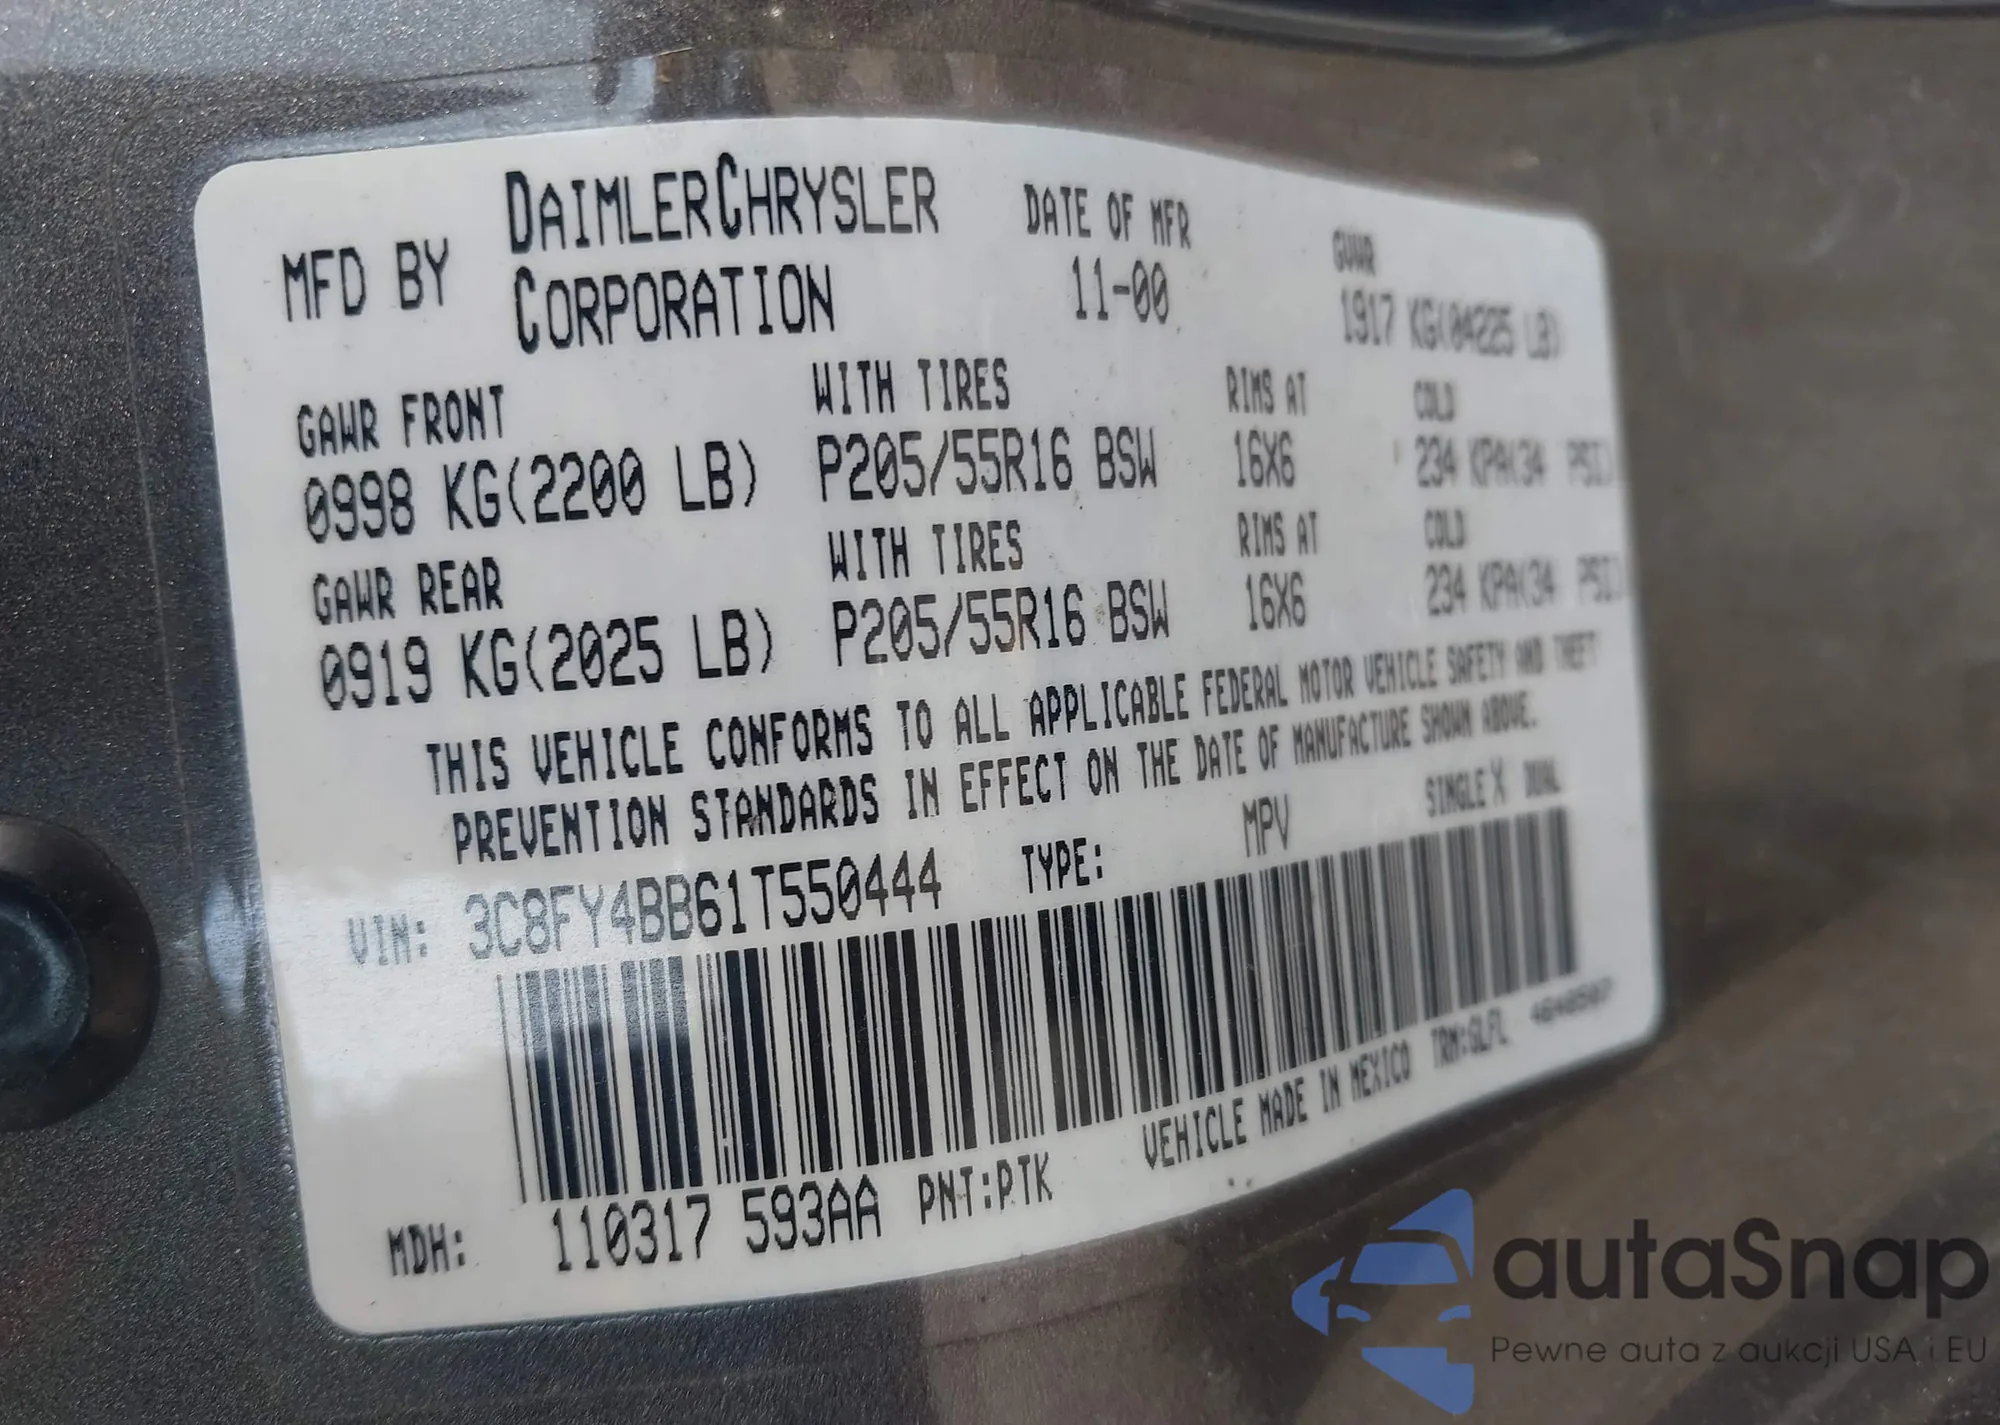 MFD BY DAIMLERCHRYSLER CORPORATION
DATE OF MFR
11-00
GVWR
1917 KG(04225 LB)
GAWR FRONT WITH TIRES RIMS AT COLD
0998 KG(2200 LB) P205/55R16 BSW 16X6 234 KPA(34 PSI)
GAWR REAR WITH TIRES RIMS AT COLD
0919 KG(2025 LB) P205/55R16 BSW 16X6 234 KPA(34 PSI)
THIS VEHICLE CONFORMS TO ALL APPLICABLE FEDERAL MOTOR VEHICLE SAFETY AND THEFT
PREVENTION STANDARDS IN EFFECT ON THE DATE OF MANUFACTURE SHOWN ABOVE.
VIN: 3C8FY4BB61T550444 TYPE: MPV SINGLE X DUAL
VEHICLE MADE IN MEXICO TRM:GLFL
MDH: 110317 593AA PNT:PTK
autaSnap
Pewne auta z aukcji USA i EU